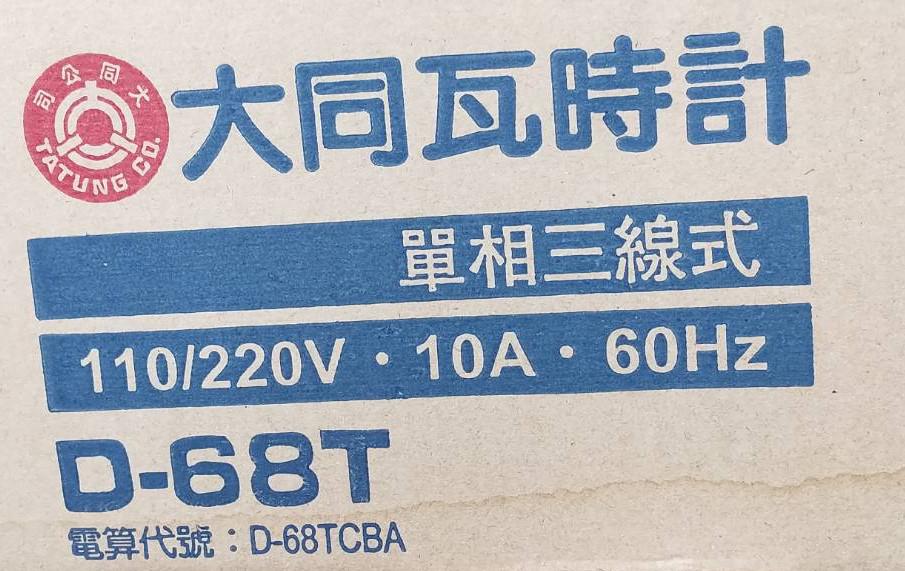 大同公司
TATUNG CO.
大同瓦時計
單相三線式
110/220V・10A・60Hz
D-68T
電算代號：D-68TCBA